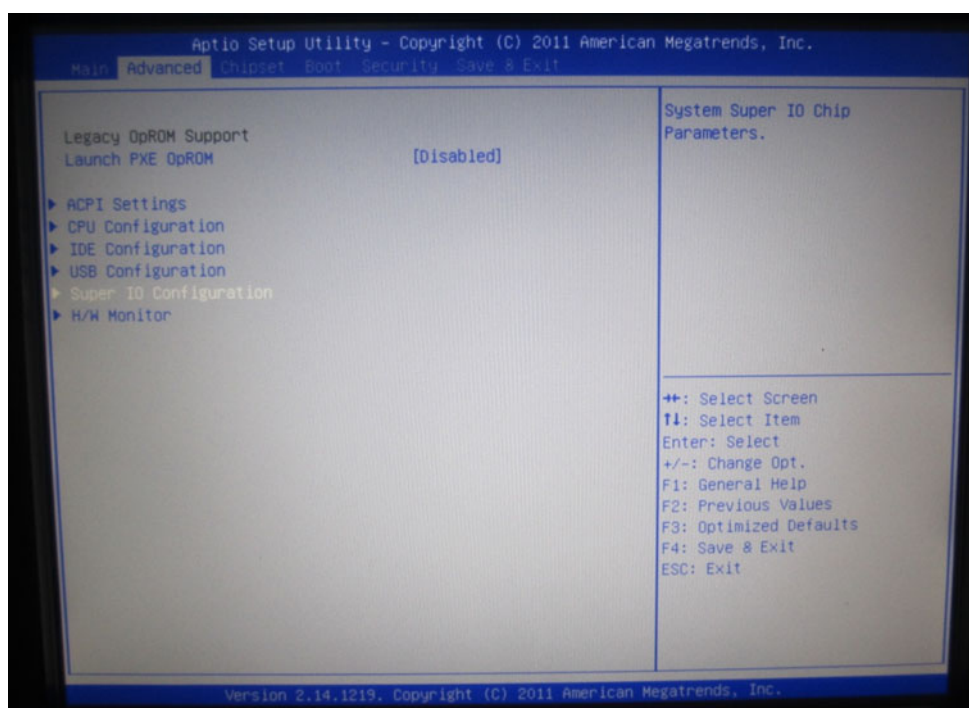 Aptio Setup Utility - Copyright (C) 2011 American Megatrends, Inc.
Main Advanced Chipset Boot Security Save & Exit
Legacy OpROM Support
Launch PXE OpROM [Disabled]
▶ ACPI Settings
▶ CPU Configuration
▶ IDE Configuration
▶ USB Configuration
▶ Super IO Configuration
▶ H/W Monitor
System Super IO Chip
Parameters.
→←: Select Screen
↑↓: Select Item
Enter: Select
+/-: Change Opt.
F1: General Help
F2: Previous Values
F3: Optimized Defaults
F4: Save & Exit
ESC: Exit
Version 2.14.1219. Copyright (C) 2011 American Megatrends, Inc.